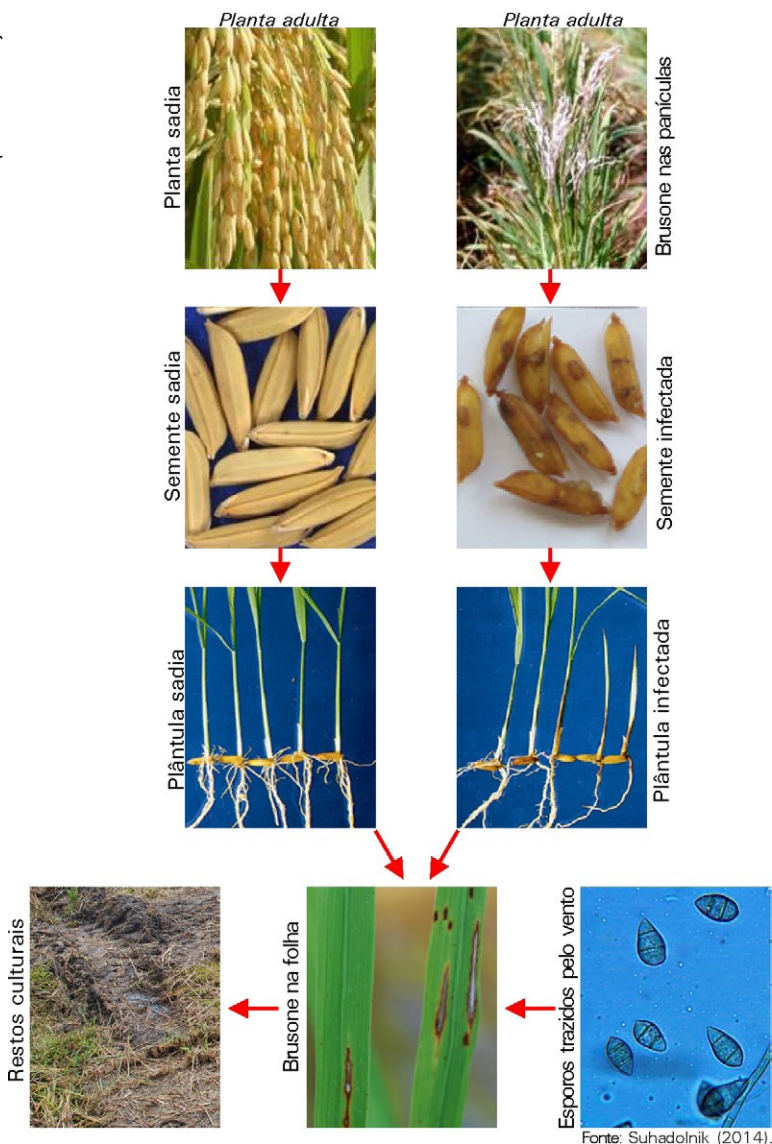 Planta adulta
Planta adulta
Planta sadia
Brusone nas panículas
Semente sadia
Semente infectada
Plântula sadia
Plântula infectada
Restos culturais
Brusone na folha
Esporos trazidos pelo vento
Fonte: Suhadolnik (2014).